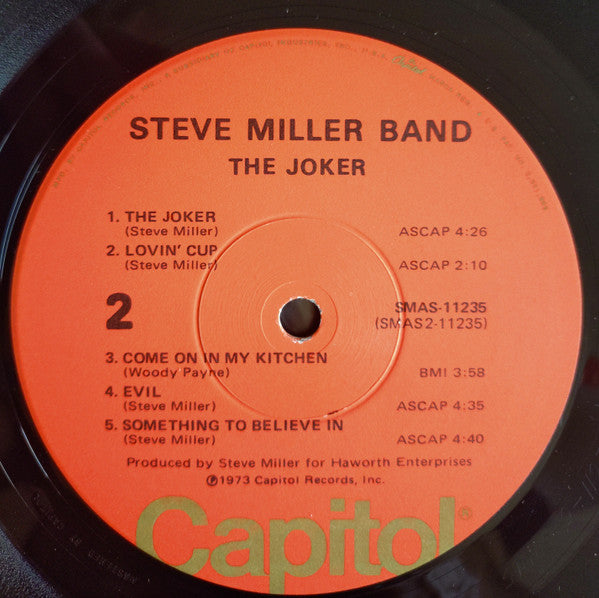 STEVE MILLER BAND
THE JOKER
1. THE JOKER
(Steve Miller) ASCAP 4:26
2. LOVIN' CUP
(Steve Miller) ASCAP 2:10
2
SMAS-11235
(SMAS2-11235)
3. COME ON IN MY KITCHEN
(Woody Payne) BMI 3:58
4. EVIL
(Steve Miller) ASCAP 4:35
5. SOMETHING TO BELIEVE IN
(Steve Miller) ASCAP 4:40
Produced by Steve Miller for Haworth Enterprises
℗1973 Capitol Records, Inc.
Capitol®